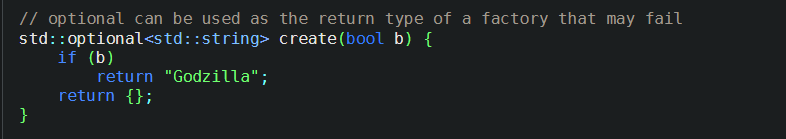 // optional can be used as the return type of a factory that may fail
std::optional<std::string> create(bool b) {
    if (b)
        return "Godzilla";
    return {};
}